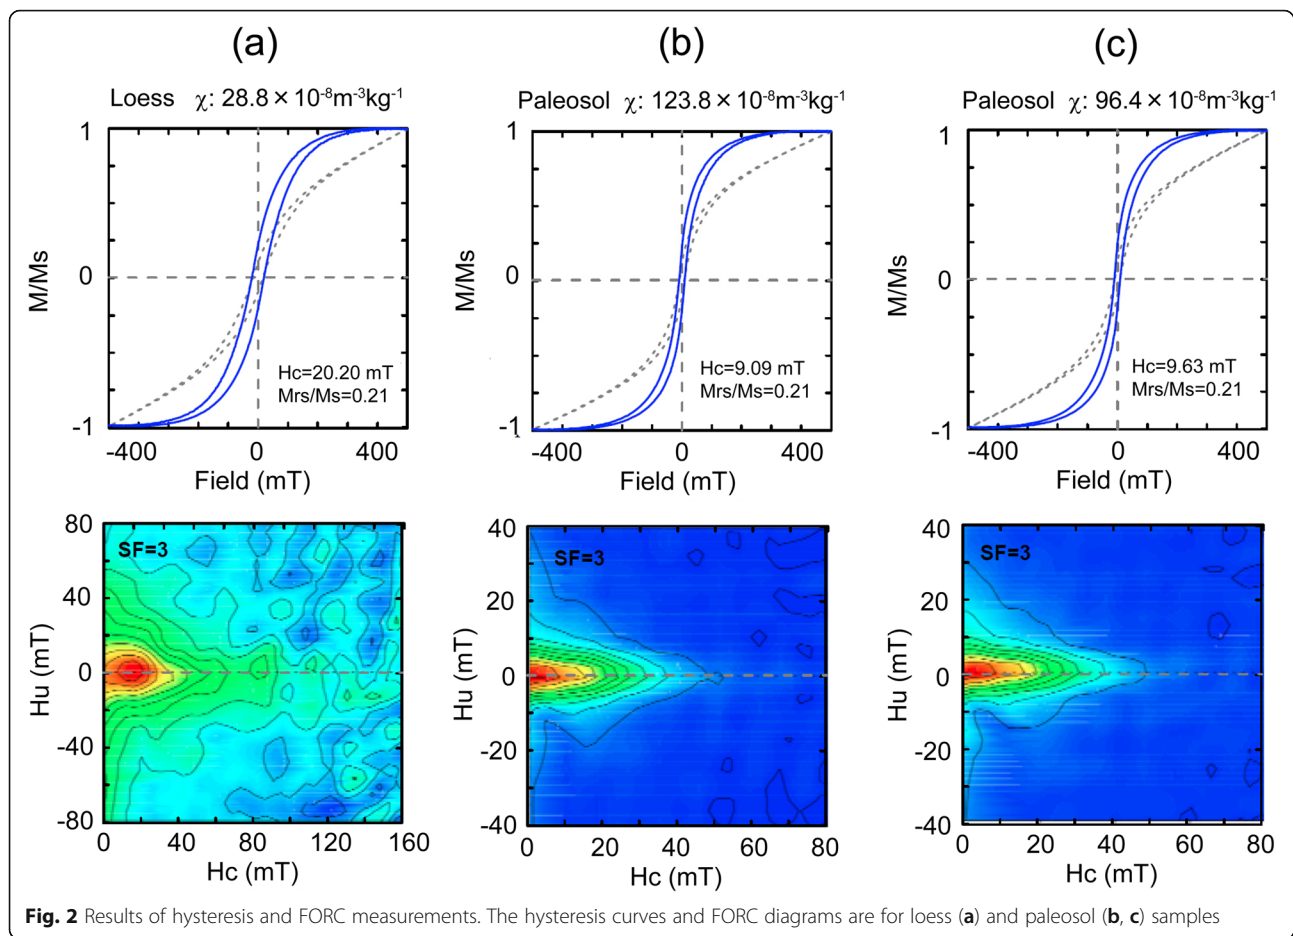 (a)
(b)
(c)
Loess χ: 28.8 × 10-8m-3kg-1
Paleosol χ: 123.8 × 10-8m-3kg-1
Paleosol χ: 96.4 × 10-8m-3kg-1
1
0
-1
M/Ms
Hc=20.20 mT
Mrs/Ms=0.21
-400 0 400
Field (mT)
1
0
-1
M/Ms
Hc=9.09 mT
Mrs/Ms=0.21
-400 0 400
Field (mT)
1
0
-1
M/Ms
Hc=9.63 mT
Mrs/Ms=0.21
-400 0 400
Field (mT)
80
40
0
-40
-80
Hu (mT)
SF=3
0 40 80 120 160
Hc (mT)
40
20
0
-20
-40
Hu (mT)
SF=3
0 20 40 60 80
Hc (mT)
40
20
0
-20
-40
Hu (mT)
SF=3
0 20 40 60 80
Hc (mT)
Fig. 2 Results of hysteresis and FORC measurements. The hysteresis curves and FORC diagrams are for loess (a) and paleosol (b, c) samples